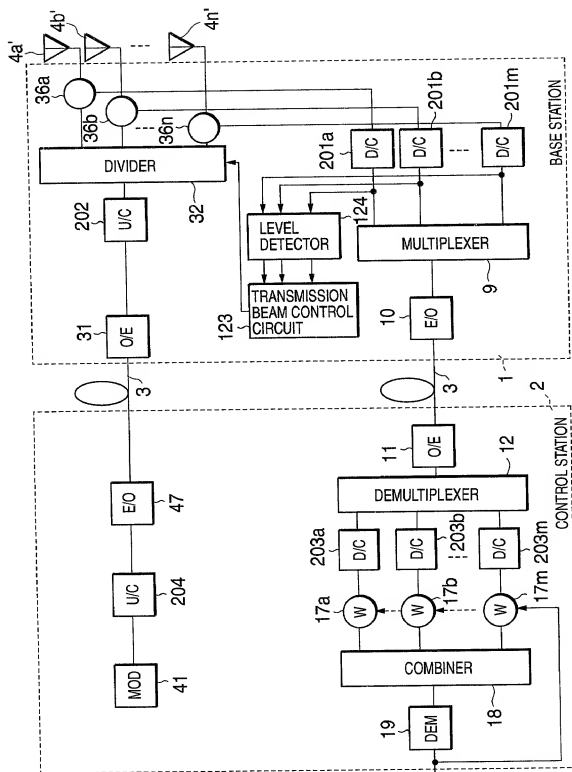 4a'
4b'
4n'
36a
36b
36n
DIVIDER
32
202
U/C
31
O/E
3
LEVEL DETECTOR
124
TRANSMISSION BEAM CONTROL CIRCUIT
123
201a
D/C
201b
D/C
201m
D/C
MULTIPLEXER
9
10
E/O
BASE STATION
1
3
2
CONTROL STATION
E/O
47
U/C
204
MOD
41
11
O/E
12
DEMULTIPLEXER
203a
D/C
203b
D/C
203m
D/C
17a
W
17b
W
17m
W
COMBINER
18
19
DEM